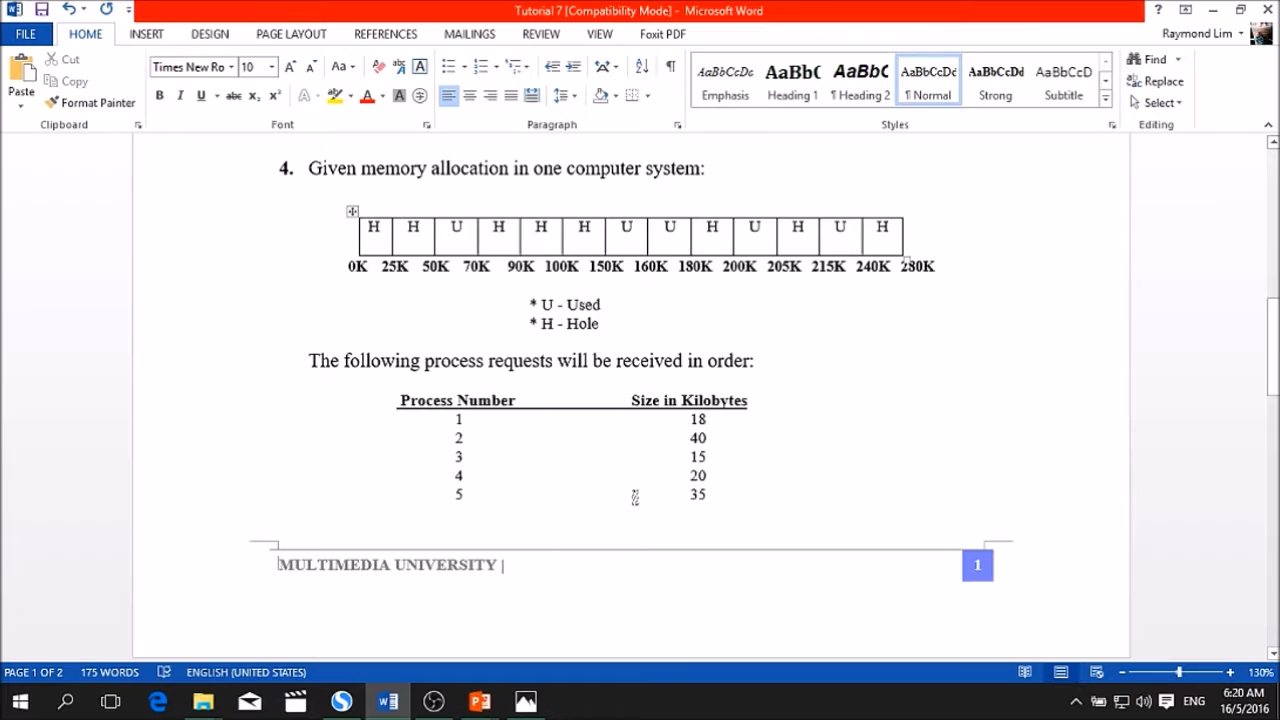 Tutorial 7 [Compatibility Mode] - Microsoft Word
FILE HOME INSERT DESIGN PAGE LAYOUT REFERENCES MAILINGS REVIEW VIEW Foxit PDF Raymond Lim
Cut
Copy
Format Painter
Paste
Clipboard
Times New Ro 10
Font
Paragraph
AaBbCcDc AaBb( AaBbC AaBbCcDc AaBbCcDd AaBbCcD
Emphasis Heading 1 ¶ Heading 2 ¶ Normal Strong Subtitle
Styles
Find
Replace
Select
Editing
4. Given memory allocation in one computer system:
H H U H H H U U H U H U H
0K 25K 50K 70K 90K 100K 150K 160K 180K 200K 205K 215K 240K 280K
* U - Used
* H - Hole
The following process requests will be received in order:
Process Number Size in Kilobytes
1 18
2 40
3 15
4 20
5 35
MULTIMEDIA UNIVERSITY | 1
PAGE 1 OF 2 175 WORDS ENGLISH (UNITED STATES) 130%
ENG 6:20 AM
16/5/2016